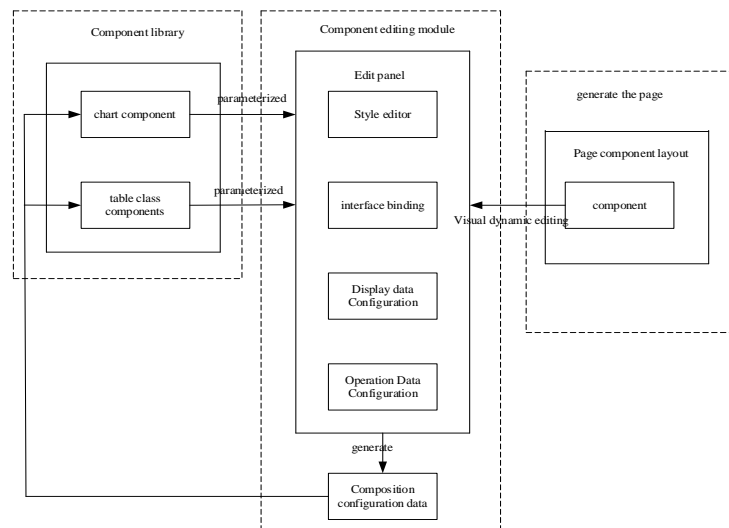 Component library
chart component
table class
components
parameterized
parameterized
Component editing module
Edit panel
Style editor
interface binding
Display data
Configuration
Operation Data
Configuration
generate
Composition
configuration data
generate the page
Page component layout
component
Visual dynamic editing